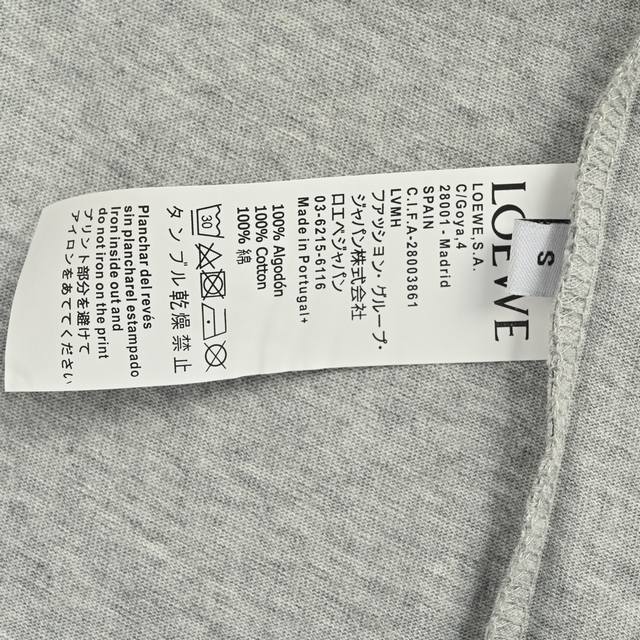 LOEWE
S
LOEWE,S.A.
C/Goya,4
28001 - Madrid
SPAIN
C.I.F.A-28003861
LVMH
ファッション・グループ・
ジャパン株式会社
ロエベジャパン
03-6215-6116
Made in Portugal+
100% Algodón
100% Cotton
100% 綿
30
タンブル乾燥禁止
Planchar del revés
sin planchar el estampado
Iron inside out and
do not iron on the print
プリント部分を避けて
アイロンをあててください